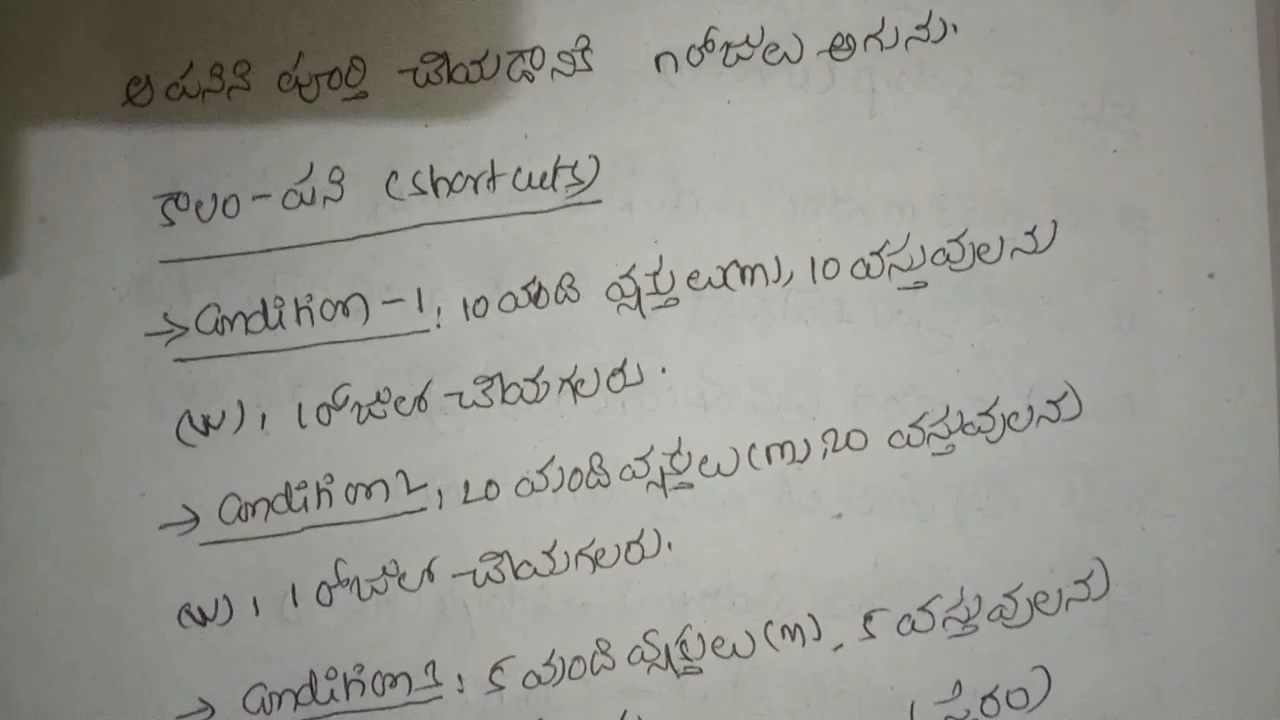 ఆ పనిని పూర్తి చేయడానికి n రోజులు అగును.
కాలం - పని (shortcuts)
→ condition - 1 : 10 మంది వ్యక్తులు (m), 10 వస్తువులను
(w), 1 రోజులో చేయగలరు.
→ condition 2, 20 మంది వ్యక్తులు (m), 20 వస్తువులను
(w), 1 రోజులో చేయగలరు.
→ condition 3, 5 మంది వ్యక్తులు (m), 5 వస్తువులను
(స్థిరం)